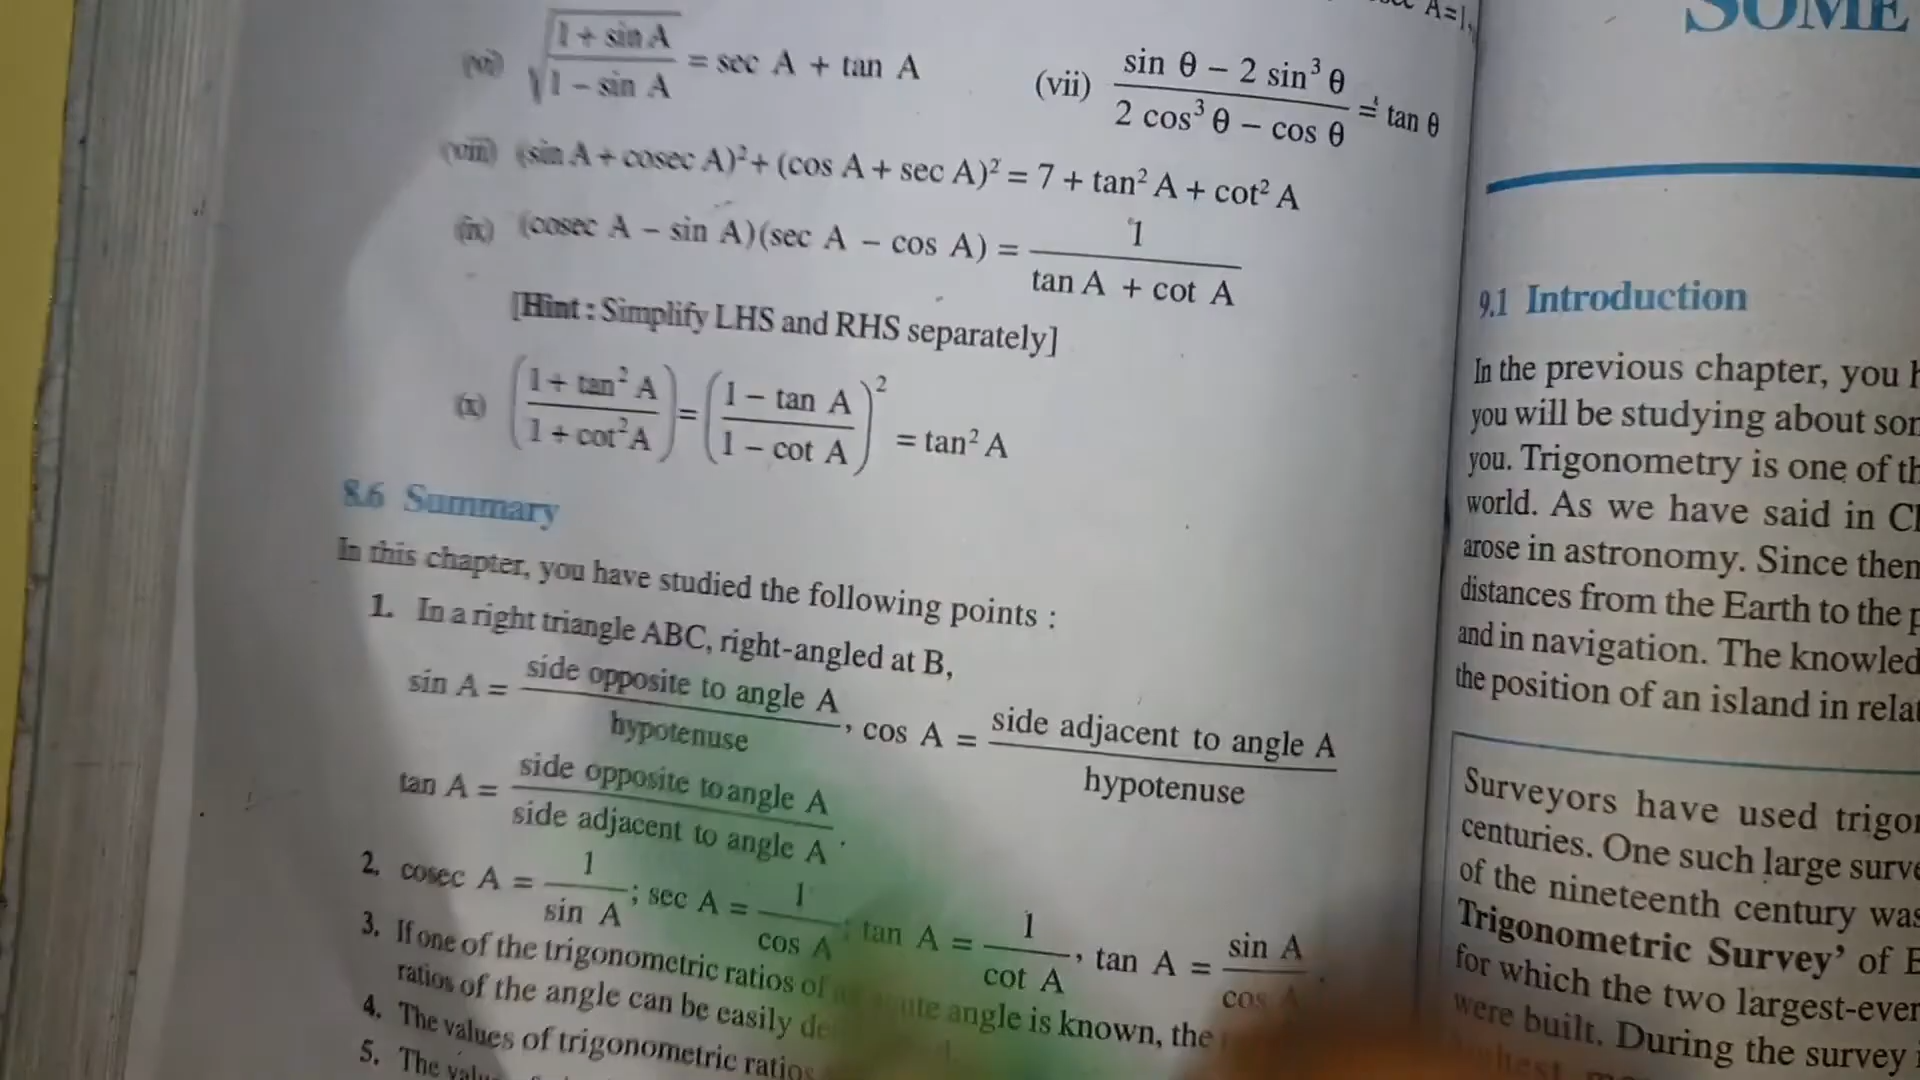 A=1,
(vi) √((1 + sin A)/(1 – sin A)) = sec A + tan A
(vii) (sin θ – 2 sin³ θ)/(2 cos³ θ – cos θ) = tan θ
(viii) (sin A + cosec A)² + (cos A + sec A)² = 7 + tan² A + cot² A
(ix) (cosec A – sin A)(sec A – cos A) = 1/(tan A + cot A)
[Hint : Simplify LHS and RHS separately]
(x) ((1 + tan² A)/(1 + cot² A)) = ((1 – tan A)/(1 – cot A))² = tan² A
8.6 Summary
In this chapter, you have studied the following points :
1. In a right triangle ABC, right-angled at B,
sin A = side opposite to angle A/hypotenuse, cos A = side adjacent to angle A/hypotenuse
tan A = side opposite to angle A/side adjacent to angle A.
2. cosec A = 1/sin A; sec A = 1/cos A; tan A = 1/cot A, tan A = sin A/cos A.
3. If one of the trigonometric ratios of angle is known, the
ratios of the angle can be easily
4. The values of trigonometric ratios
5. The
SOME
9.1 Introduction
In the previous chapter, you
you will be studying about
you. Trigonometry is one of
world. As we have said in
arose in astronomy. Since
distances from the Earth to the
and in navigation. The
the position of an island in
Surveyors have used
centuries. One such large
of the nineteenth century
Trigonometric Survey’ of
for which the two largest-ever
were built. During the survey